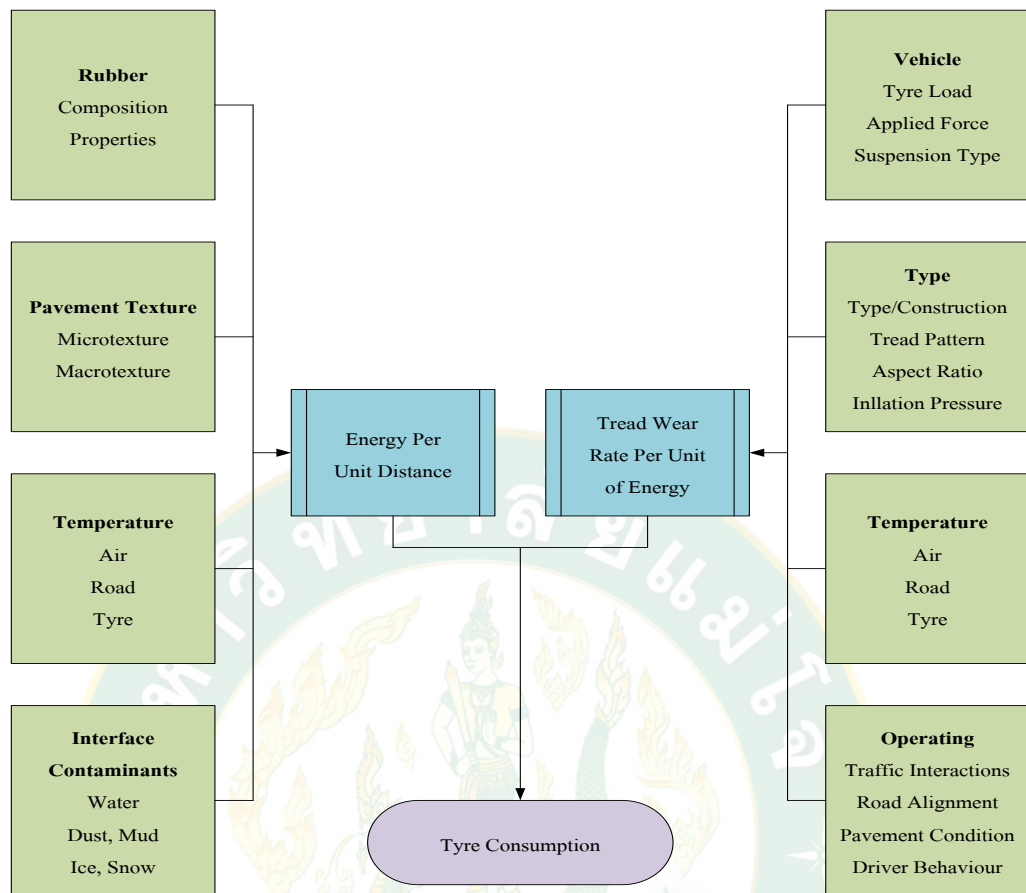 Rubber
Composition
Properties
Pavement Texture
Microtexture
Macrotexture
Temperature
Air
Road
Tyre
Interface
Contaminants
Water
Dust, Mud
Ice, Snow
Energy Per
Unit Distance
Tread Wear
Rate Per Unit
of Energy
Tyre Consumption
Vehicle
Tyre Load
Applied Force
Suspension Type
Type
Type/Construction
Tread Pattern
Aspect Ratio
Inllation Pressure
Temperature
Air
Road
Tyre
Operating
Traffic Interactions
Road Alignment
Pavement Condition
Driver Behaviour